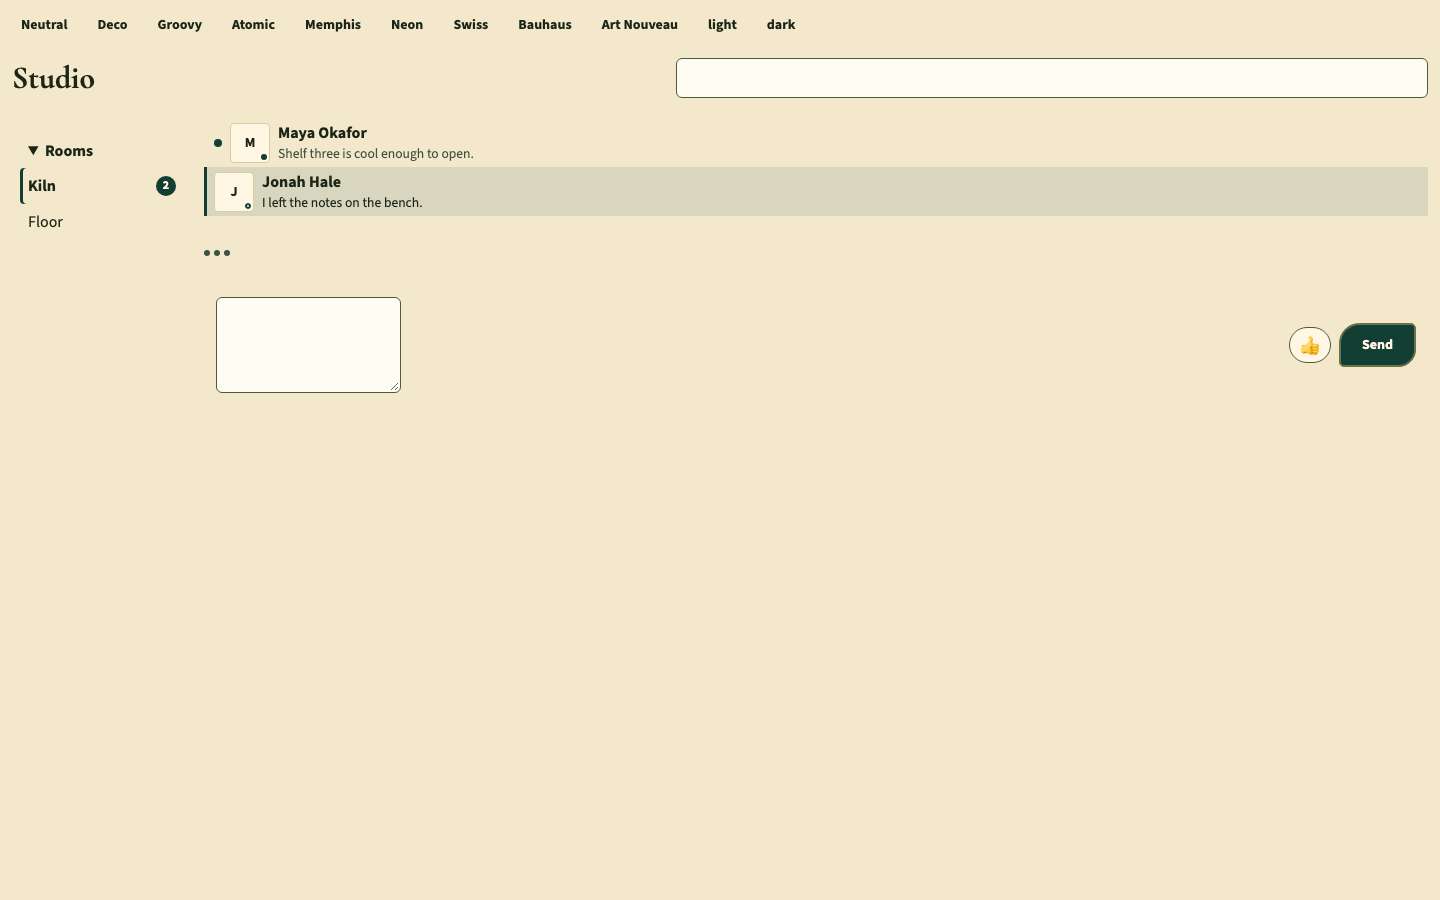 Neutral Deco Groovy Atomic Memphis Neon Swiss Bauhaus Art Nouveau light dark
Studio
Rooms
Kiln 2
Floor
M Maya Okafor
Shelf three is cool enough to open.
J Jonah Hale
I left the notes on the bench.
👍 Send